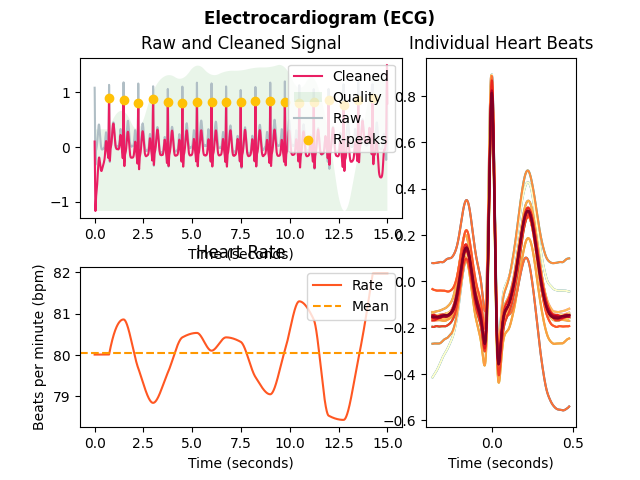 Electrocardiogram (ECG)
Raw and Cleaned Signal
1
0
−1
0.0 2.5 5.0 7.5 10.0 12.5 15.0
Time (seconds)
Cleaned
Quality
Raw
R-peaks
Heart Rate
Beats per minute (bpm)
82
81
80
79
0.0 2.5 5.0 7.5 10.0 12.5 15.0
Time (seconds)
Rate
Mean
Individual Heart Beats
0.8
0.6
0.4
0.2
0.0
−0.2
−0.4
−0.6
0.0 0.5
Time (seconds)